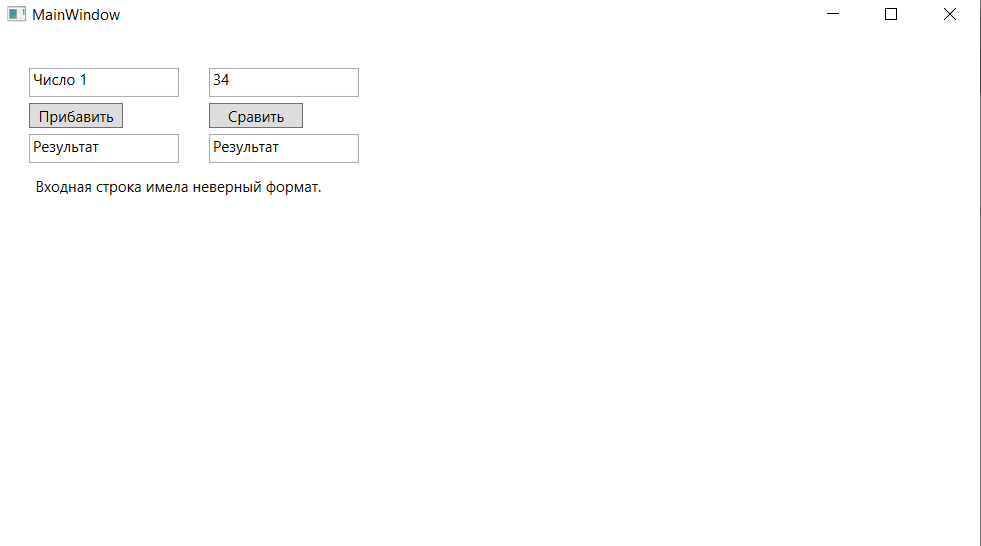 MainWindow
Число 1 34
Прибавить Сравить
Результат Результат
Входная строка имела неверный формат.